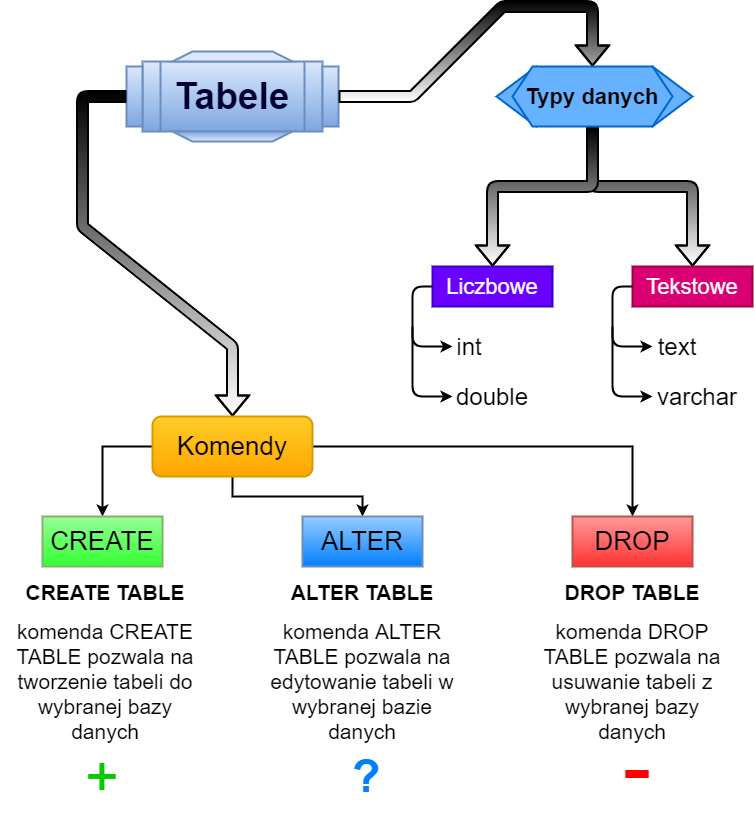 Tabele
Typy danych
Liczbowe
Tekstowe
int
text
double
varchar
Komendy
CREATE
ALTER
DROP
CREATE TABLE
komenda CREATE
TABLE pozwala na
tworzenie tabeli do
wybranej bazy
danych
+
ALTER TABLE
komenda ALTER
TABLE pozwala na
edytowanie tabeli w
wybranej bazie
danych
?
DROP TABLE
komenda DROP
TABLE pozwala na
usuwanie tabeli z
wybranej bazy
danych
-